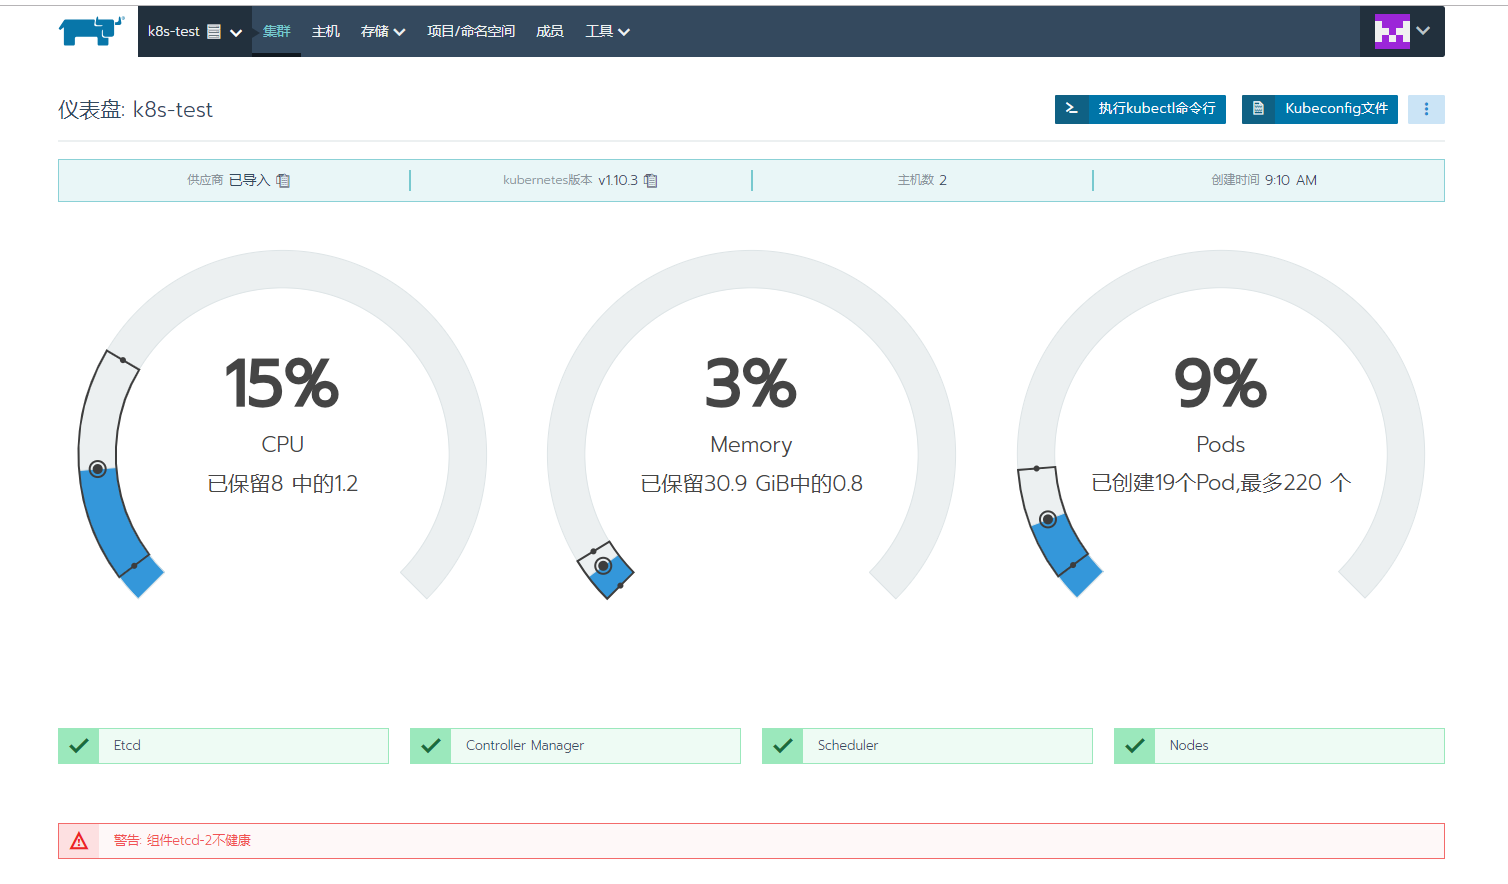 k8s-test 集群 主机 存储 项目/命名空间 成员 工具
仪表盘: k8s-test
执行kubectl命令行 Kubeconfig文件
供应商 已导入 kubernetes版本 v1.10.3 主机数 2 创建时间 9:10 AM
15%
CPU
已保留8 中的1.2
3%
Memory
已保留30.9 GiB中的0.8
9%
Pods
已创建19个Pod,最多220 个
Etcd Controller Manager Scheduler Nodes
警告: 组件etcd-2不健康